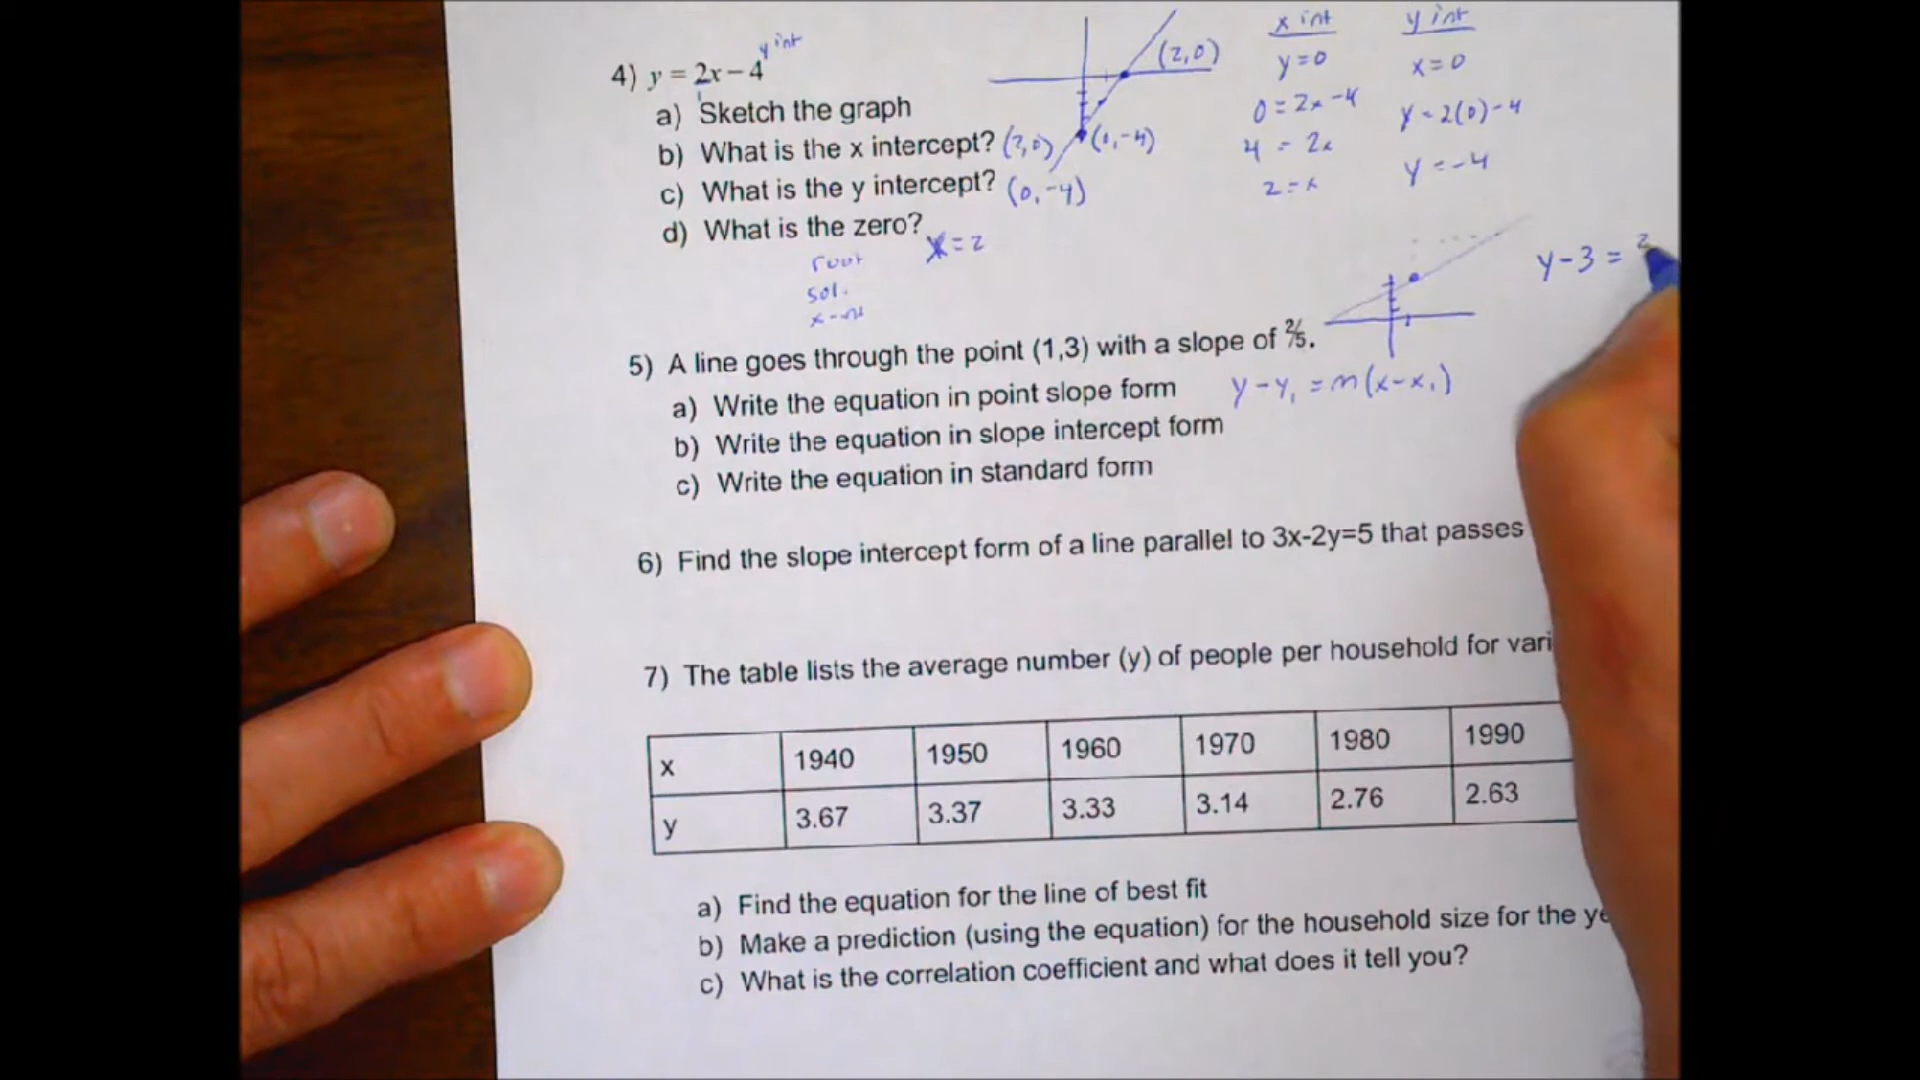 4) y = 2x – 4 y int
a) Sketch the graph
b) What is the x intercept? (2,0)
c) What is the y intercept? (0,-4)
d) What is the zero? x=2
root
sol.
x-int
(2,0)
(0,-4)
x int
y=0
0=2x-4
4 = 2x
2=x
y int
x=0
y=2(0)-4
y=-4
y-3= 2
5) A line goes through the point (1,3) with a slope of ⅖.
a) Write the equation in point slope form y-y₁=m(x-x₁)
b) Write the equation in slope intercept form
c) Write the equation in standard form
6) Find the slope intercept form of a line parallel to 3x-2y=5 that passes
7) The table lists the average number (y) of people per household for vari
x 1940 1950 1960 1970 1980 1990
y 3.67 3.37 3.33 3.14 2.76 2.63
a) Find the equation for the line of best fit
b) Make a prediction (using the equation) for the household size for the ye
c) What is the correlation coefficient and what does it tell you?